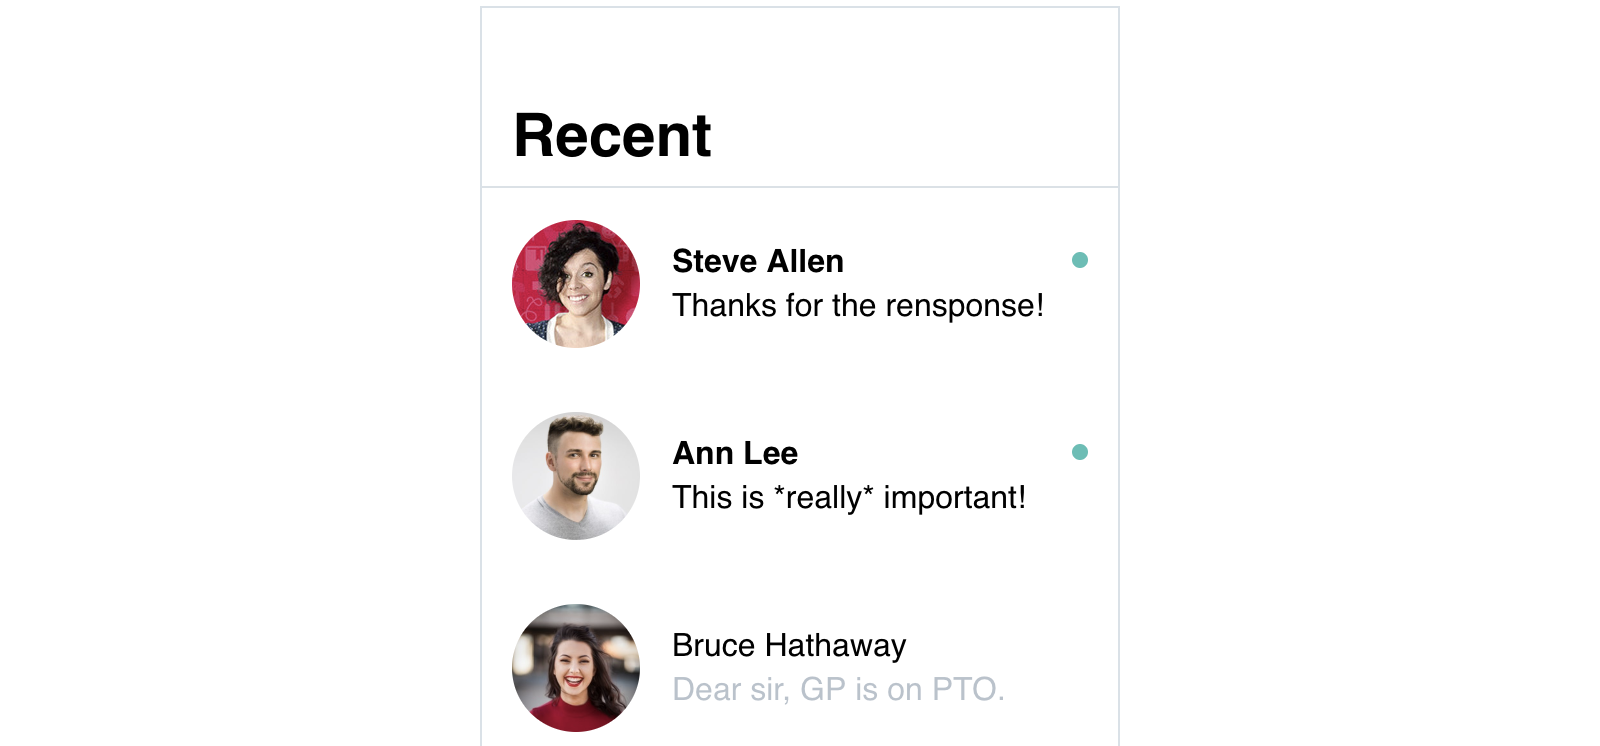 Recent
Steve Allen
Thanks for the rensponse!
Ann Lee
This is *really* important!
Bruce Hathaway
Dear sir, GP is on PTO.